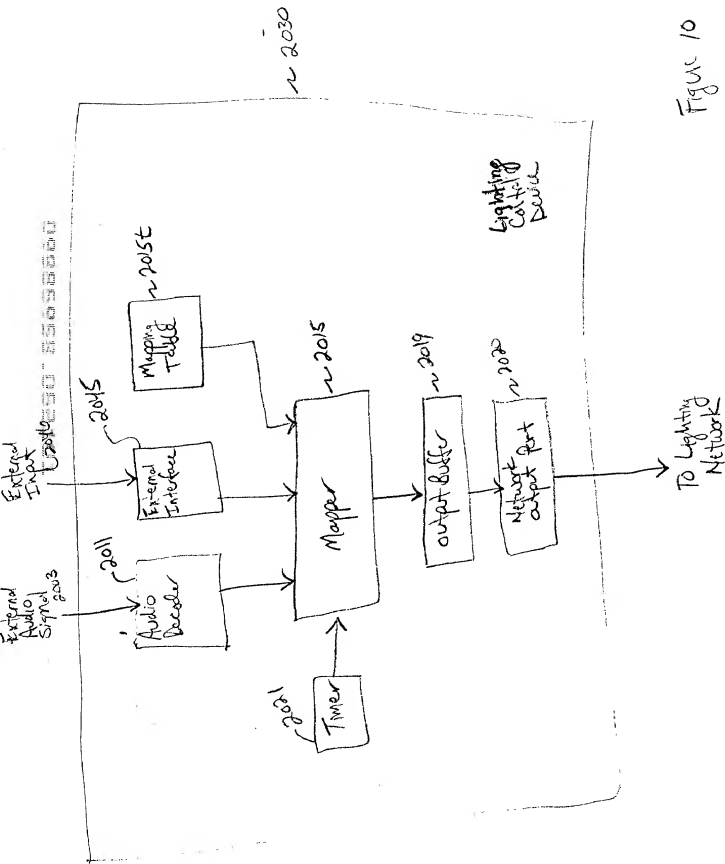 Figure 10
2030
External
Input
2046
External
Audio
Signal 2003
2045
2011
2015t
Mapping
Table
External
Interface
Audio
Decoder
2015
Mapper
2021
Timer
2019
Output Buffer
2020
Network
Output Port
Lighting
Control
Device
To Lighting
Network